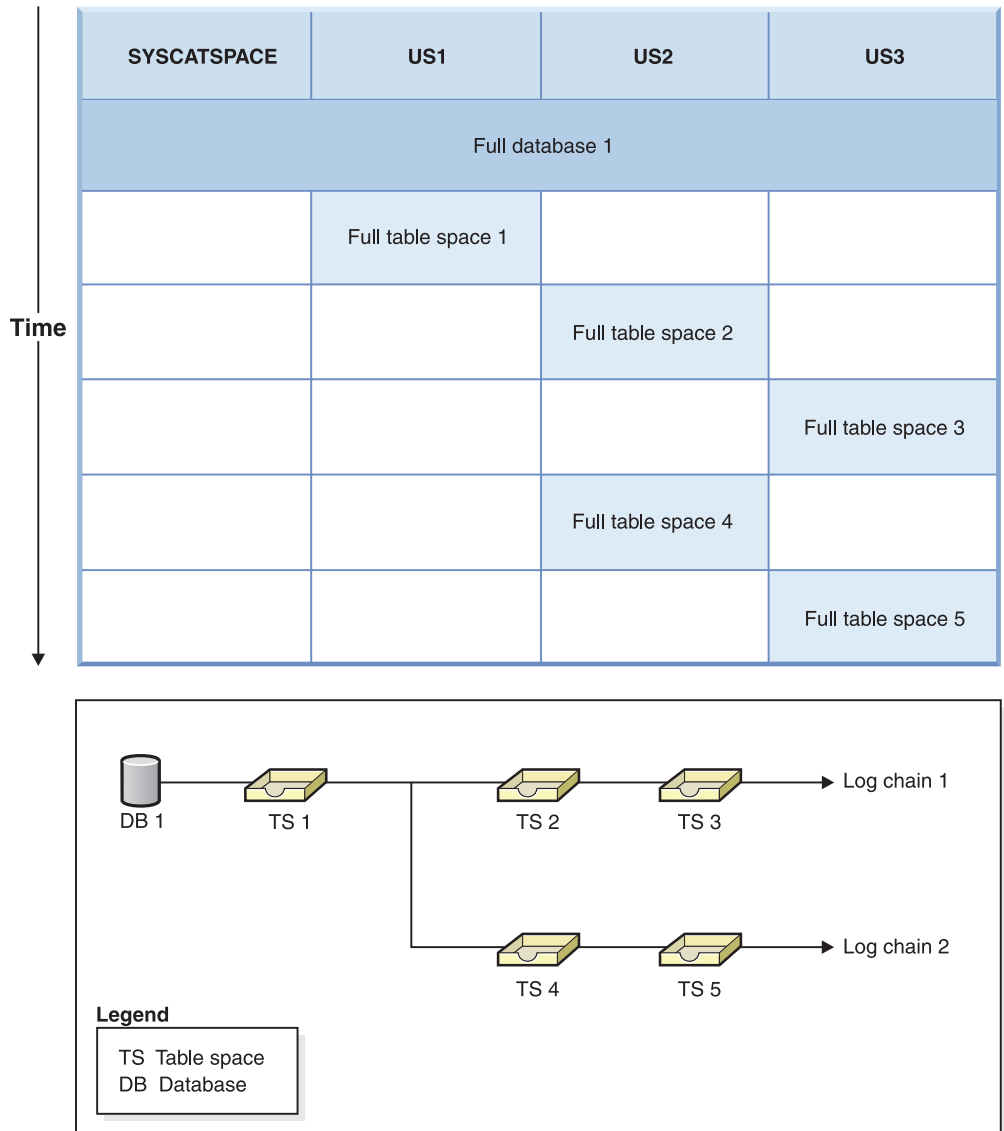 SYSCATSPACE US1 US2 US3
Full database 1
Full table space 1
Time
Full table space 2
Full table space 3
Full table space 4
Full table space 5
DB 1
TS 1
TS 2
TS 3
Log chain 1
TS 4
TS 5
Log chain 2
Legend
TS Table space
DB Database